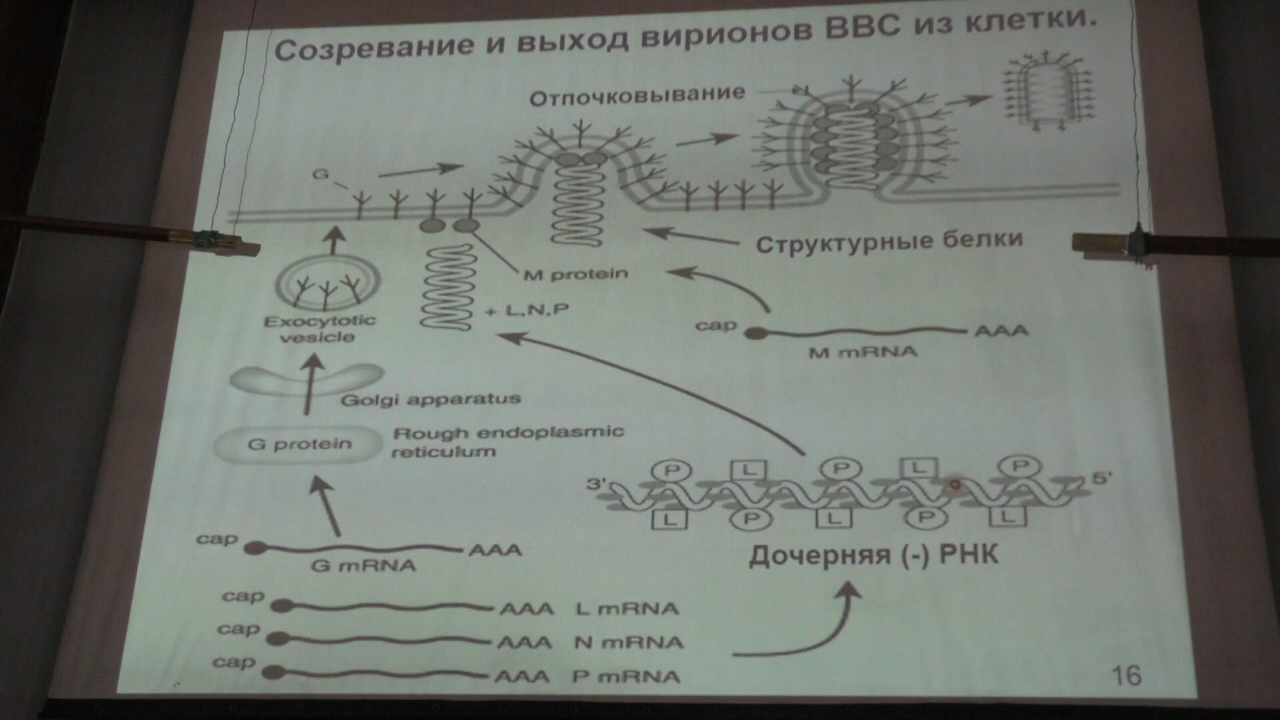 Созревание и выход вирионов ВВС из клетки.
Отпочковывание
G
Структурные белки
M protein
+ L,N,P
Exocytotic
vesicle
cap AAA
M mRNA
Golgi apparatus
G protein
Rough endoplasmic
reticulum
P L P L P
3' 5'
L P L P L
Дочерняя (-) РНК
cap AAA
G mRNA
cap AAA L mRNA
cap AAA N mRNA
cap AAA P mRNA
16